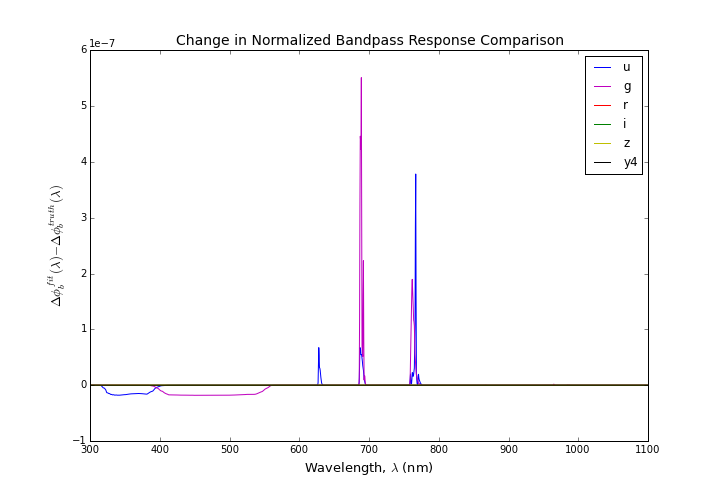 Change in Normalized Bandpass Response Comparison
1e−7
6
5
4
3
2
1
0
−1
Δϕ_b^{fit}(λ)−Δϕ_b^{truth}(λ)
u
g
r
i
z
y4
300 400 500 600 700 800 900 1000 1100
Wavelength, λ (nm)